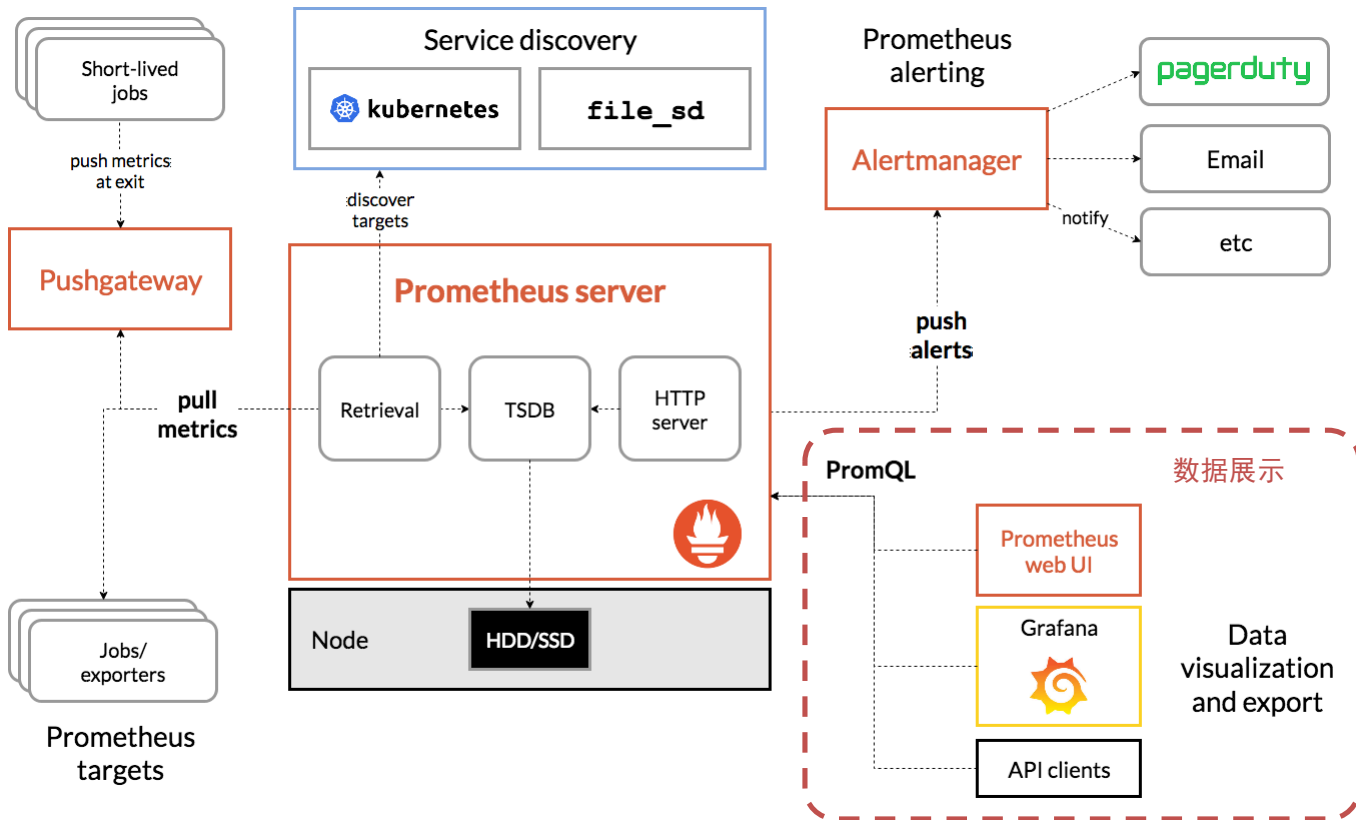 Short-lived
jobs
push metrics
at exit
Pushgateway
pull
metrics
Jobs/
exporters
Prometheus
targets
Service discovery
kubernetes
file_sd
discover
targets
Prometheus server
Retrieval
TSDB
HTTP
server
Node
HDD/SSD
Prometheus
alerting
Alertmanager
pagerduty
Email
etc
notify
push
alerts
PromQL
数据展示
Prometheus
web UI
Grafana
API clients
Data
visualization
and export